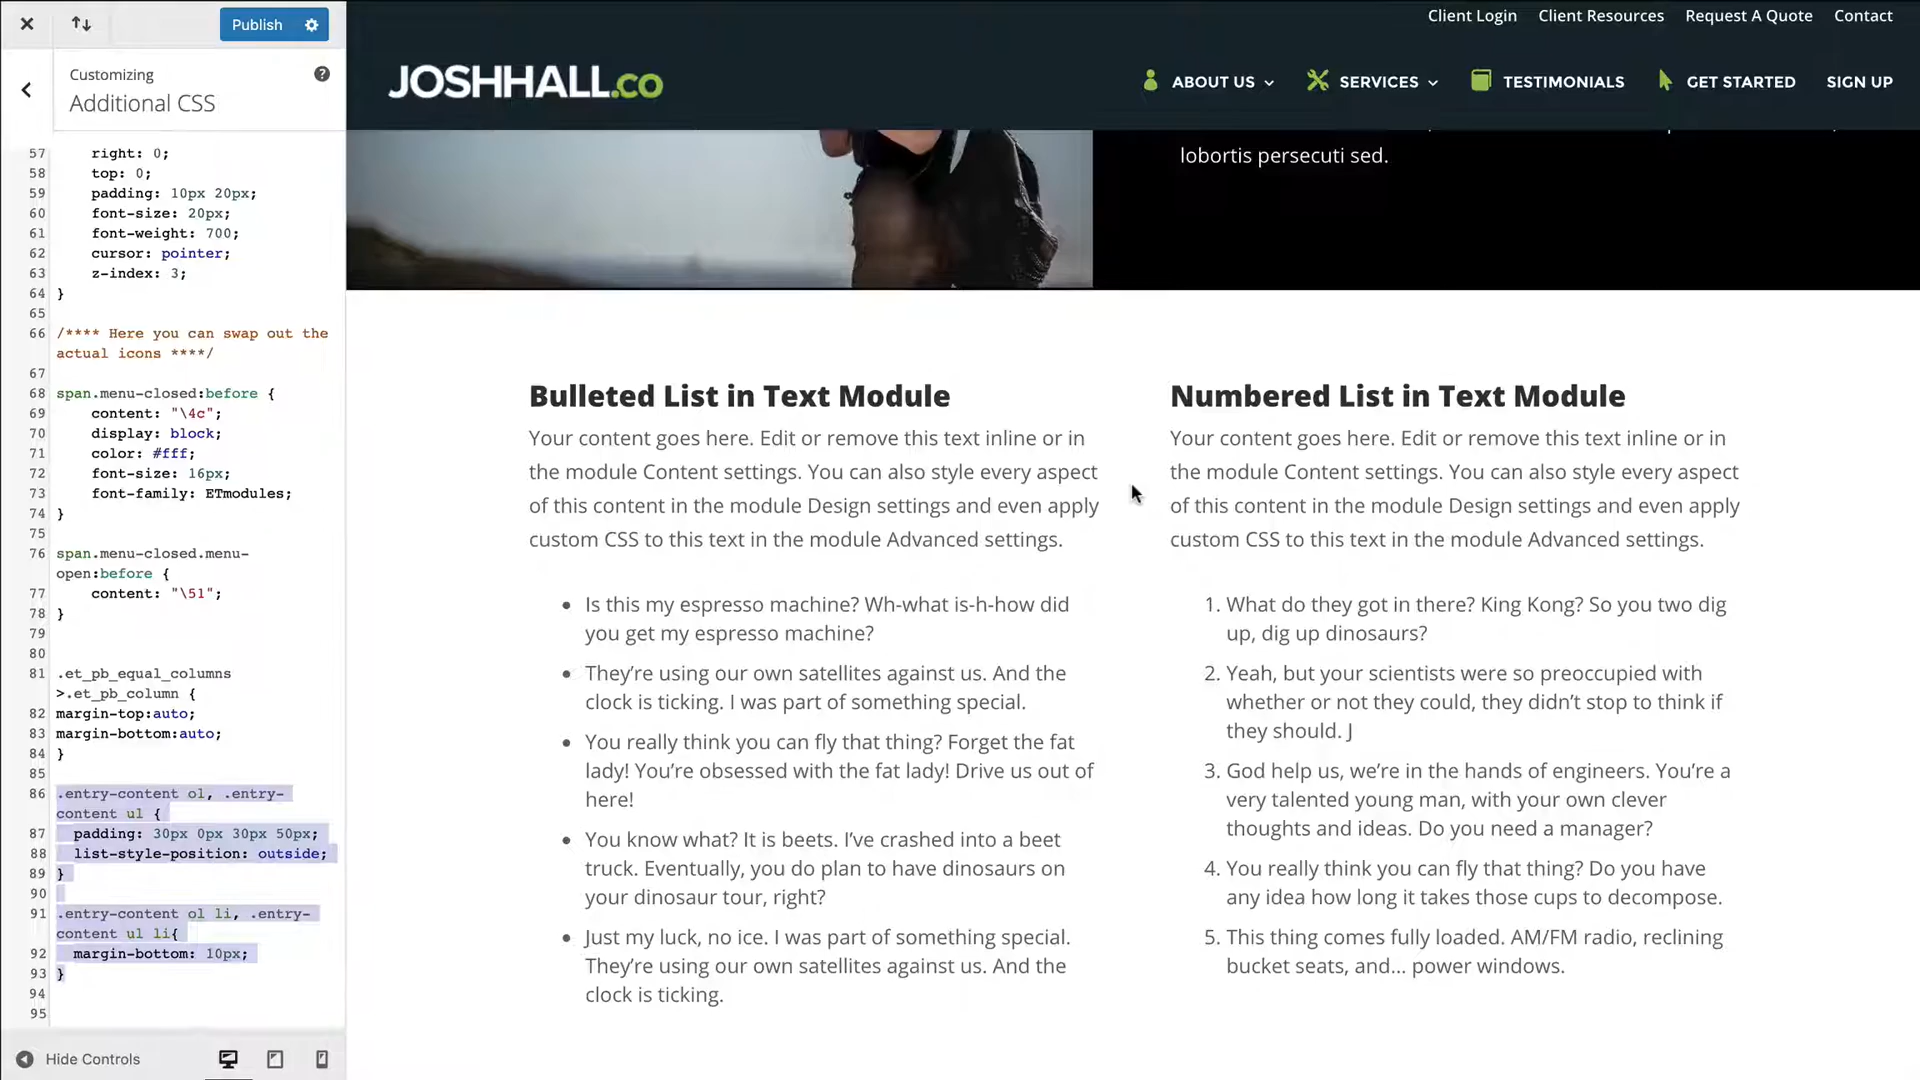 Publish
Customizing
Additional CSS
57 right: 0;
58 top: 0;
59 padding: 10px 20px;
60 font-size: 20px;
61 font-weight: 700;
62 cursor: pointer;
63 z-index: 3;
64 }
65
66 /**** Here you can swap out the
actual icons ****/
67
68 span.menu-closed:before {
69 content: "\4c";
70 display: block;
71 color: #fff;
72 font-size: 16px;
73 font-family: ETmodules;
74 }
75
76 span.menu-closed.menu-
open:before {
77 content: "\51";
78 }
79
80
81 .et_pb_equal_columns
>.et_pb_column {
82 margin-top:auto;
83 margin-bottom:auto;
84 }
85
86 .entry-content ol, .entry-
content ul {
87 padding: 30px 0px 30px 50px;
88 list-style-position: outside;
89 }
90
91 .entry-content ol li, .entry-
content ul li{
92 margin-bottom: 10px;
93 }
94
95
Hide Controls
Client Login Client Resources Request A Quote Contact
JOSHHALL.co
ABOUT US SERVICES TESTIMONIALS GET STARTED SIGN UP
lobortis persecuti sed.
Bulleted List in Text Module
Your content goes here. Edit or remove this text inline or in
the module Content settings. You can also style every aspect
of this content in the module Design settings and even apply
custom CSS to this text in the module Advanced settings.
• Is this my espresso machine? Wh-what is-h-how did
you get my espresso machine?
• They’re using our own satellites against us. And the
clock is ticking. I was part of something special.
• You really think you can fly that thing? Forget the fat
lady! You’re obsessed with the fat lady! Drive us out of
here!
• You know what? It is beets. I’ve crashed into a beet
truck. Eventually, you do plan to have dinosaurs on
your dinosaur tour, right?
• Just my luck, no ice. I was part of something special.
They’re using our own satellites against us. And the
clock is ticking.
Numbered List in Text Module
Your content goes here. Edit or remove this text inline or in
the module Content settings. You can also style every aspect
of this content in the module Design settings and even apply
custom CSS to this text in the module Advanced settings.
1. What do they got in there? King Kong? So you two dig
up, dig up dinosaurs?
2. Yeah, but your scientists were so preoccupied with
whether or not they could, they didn’t stop to think if
they should. J
3. God help us, we’re in the hands of engineers. You’re a
very talented young man, with your own clever
thoughts and ideas. Do you need a manager?
4. You really think you can fly that thing? Do you have
any idea how long it takes those cups to decompose.
5. This thing comes fully loaded. AM/FM radio, reclining
bucket seats, and... power windows.